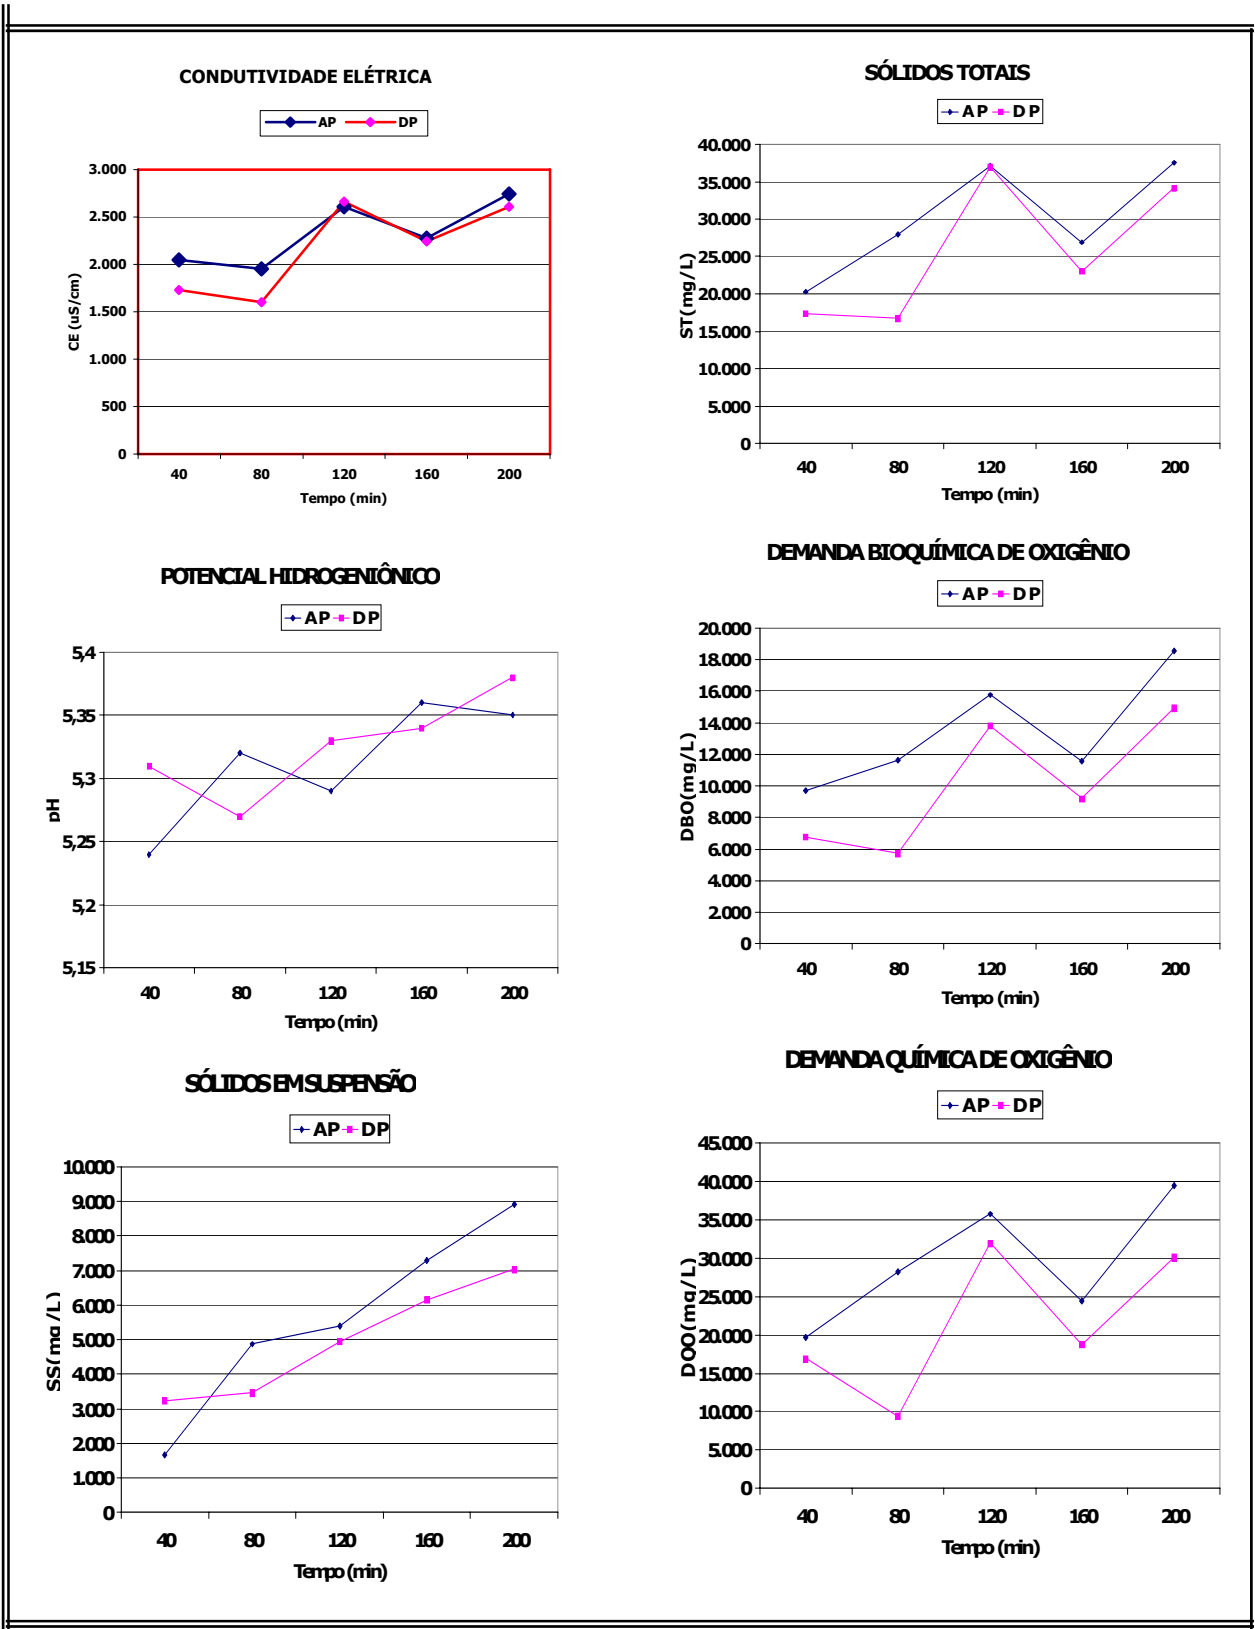 CONDUTIVIDADE ELÉTRICA
AP DP
3.000
2.500
2.000
1.500
1.000
500
0
CE (uS/cm)
40 80 120 160 200
Tempo (min)
SÓLIDOS TOTAIS
AP DP
40.000
35.000
30.000
25.000
20.000
15.000
10.000
5.000
0
ST(mg/L)
40 80 120 160 200
Tempo (min)
POTENCIAL HIDROGENIÔNICO
AP DP
5,4
5,35
5,3
5,25
5,2
5,15
pH
40 80 120 160 200
Tempo (min)
DEMANDA BIOQUÍMICA DE OXIGÊNIO
AP DP
20.000
18.000
16.000
14.000
12.000
10.000
8.000
6.000
4.000
2.000
0
DBO(mg/L)
40 80 120 160 200
Tempo (min)
SÓLIDOS EM SUSPENSÃO
AP DP
10.000
9.000
8.000
7.000
6.000
5.000
4.000
3.000
2.000
1.000
0
SS(mg/L)
40 80 120 160 200
Tempo (min)
DEMANDA QUÍMICA DE OXIGÊNIO
AP DP
45.000
40.000
35.000
30.000
25.000
20.000
15.000
10.000
5.000
0
DQO(mg/L)
40 80 120 160 200
Tempo (min)